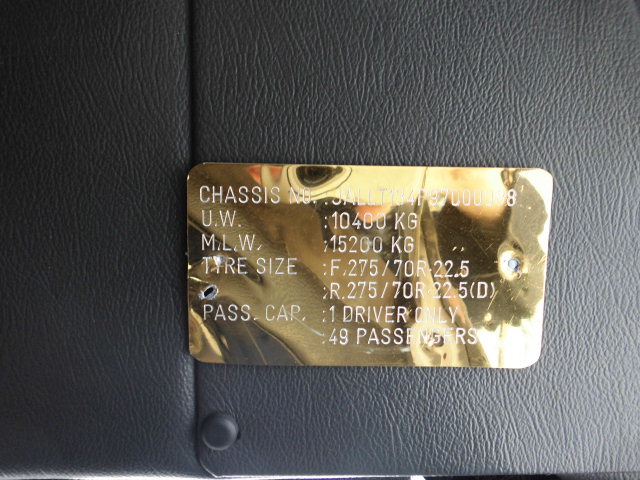 CHASSIS NO. :
U.W. :10400 KG
M.L.W. :15200 KG
TYRE SIZE :F.275/70R-22.5
:R.275/70R-22.5(D)
PASS. CAP. :1 DRIVER ONLY
:49 PASSENGERS